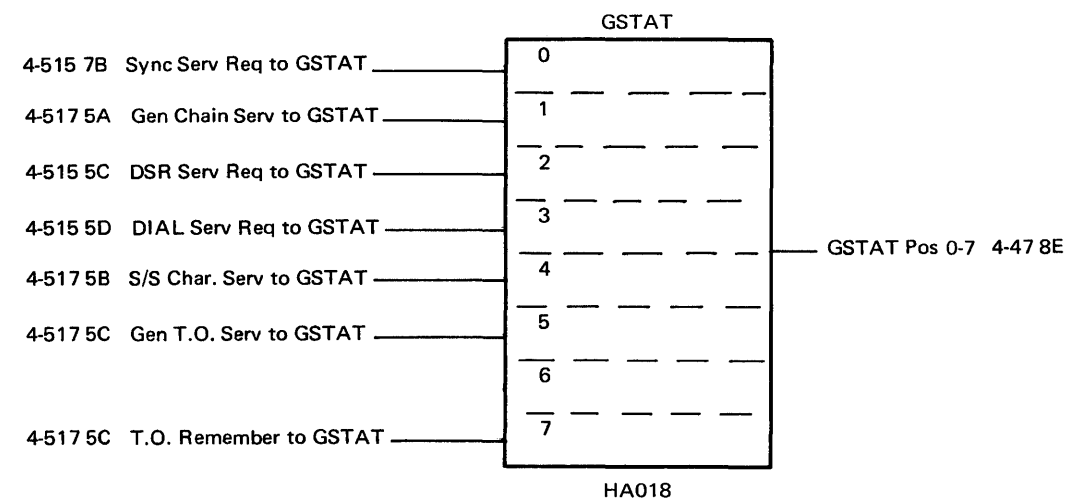 GSTAT
4-515 7B Sync Serv Req to GSTAT
0
4-517 5A Gen Chain Serv to GSTAT
1
4-515 5C DSR Serv Req to GSTAT
2
4-515 5D DIAL Serv Req to GSTAT
3
GSTAT Pos 0-7 4-47 8E
4-517 5B S/S Char. Serv to GSTAT
4
4-517 5C Gen T.O. Serv to GSTAT
5
6
4-517 5C T.O. Remember to GSTAT
7
HA018